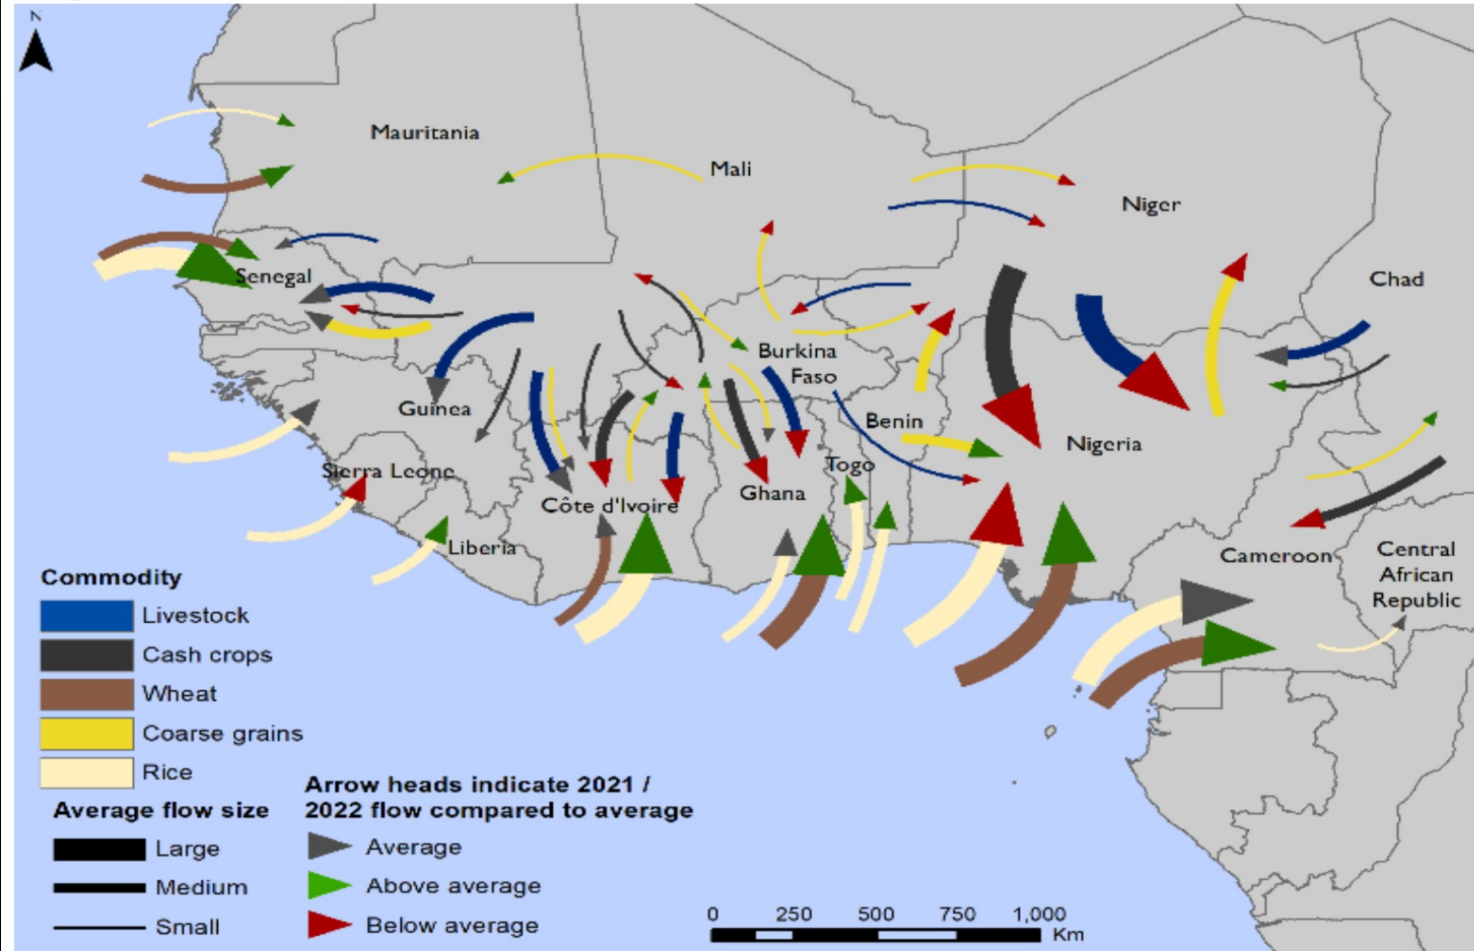 N
Mauritania
Mali
Niger
Chad
Senegal
Burkina
Faso
Guinea
Benin
Nigeria
Sierra Leone
Togo
Côte d'Ivoire
Ghana
Liberia
Cameroon
Central
African
Republic
Commodity
Livestock
Cash crops
Wheat
Coarse grains
Rice
Average flow size
Large
Medium
Small
Arrow heads indicate 2021 /
2022 flow compared to average
Average
Above average
Below average
0 250 500 750 1,000
Km